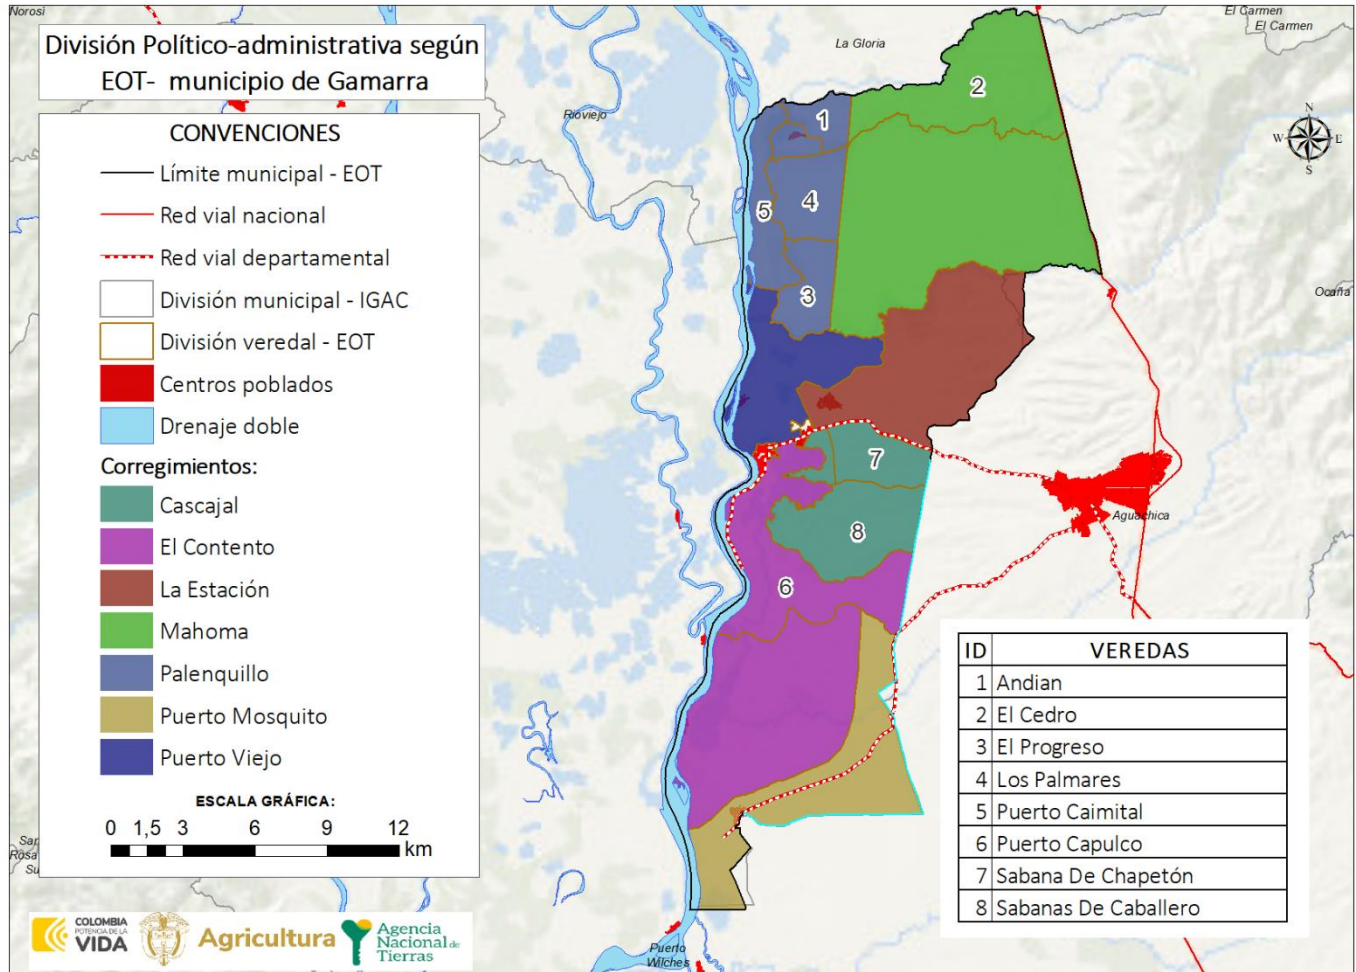 División Político-administrativa según
EOT- municipio de Gamarra
CONVENCIONES
Límite municipal - EOT
Red vial nacional
Red vial departamental
División municipal - IGAC
División veredal - EOT
Centros poblados
Drenaje doble
Corregimientos:
Cascajal
El Contento
La Estación
Mahoma
Palenquillo
Puerto Mosquito
Puerto Viejo
ESCALA GRÁFICA:
0 1,5 3 6 9 12
km
COLOMBIA
POTENCIA DE LA
VIDA
Agricultura
Agencia
Nacional de
Tierras
Norosi
La Gloria
El Carmen
El Carmen
Rioviejo
N
W E
S
Ocaña
Aguachica
Puerto
Wilches
1
2
5
4
3
7
8
6
ID VEREDAS
1 Andian
2 El Cedro
3 El Progreso
4 Los Palmares
5 Puerto Caimital
6 Puerto Capulco
7 Sabana De Chapetón
8 Sabanas De Caballero